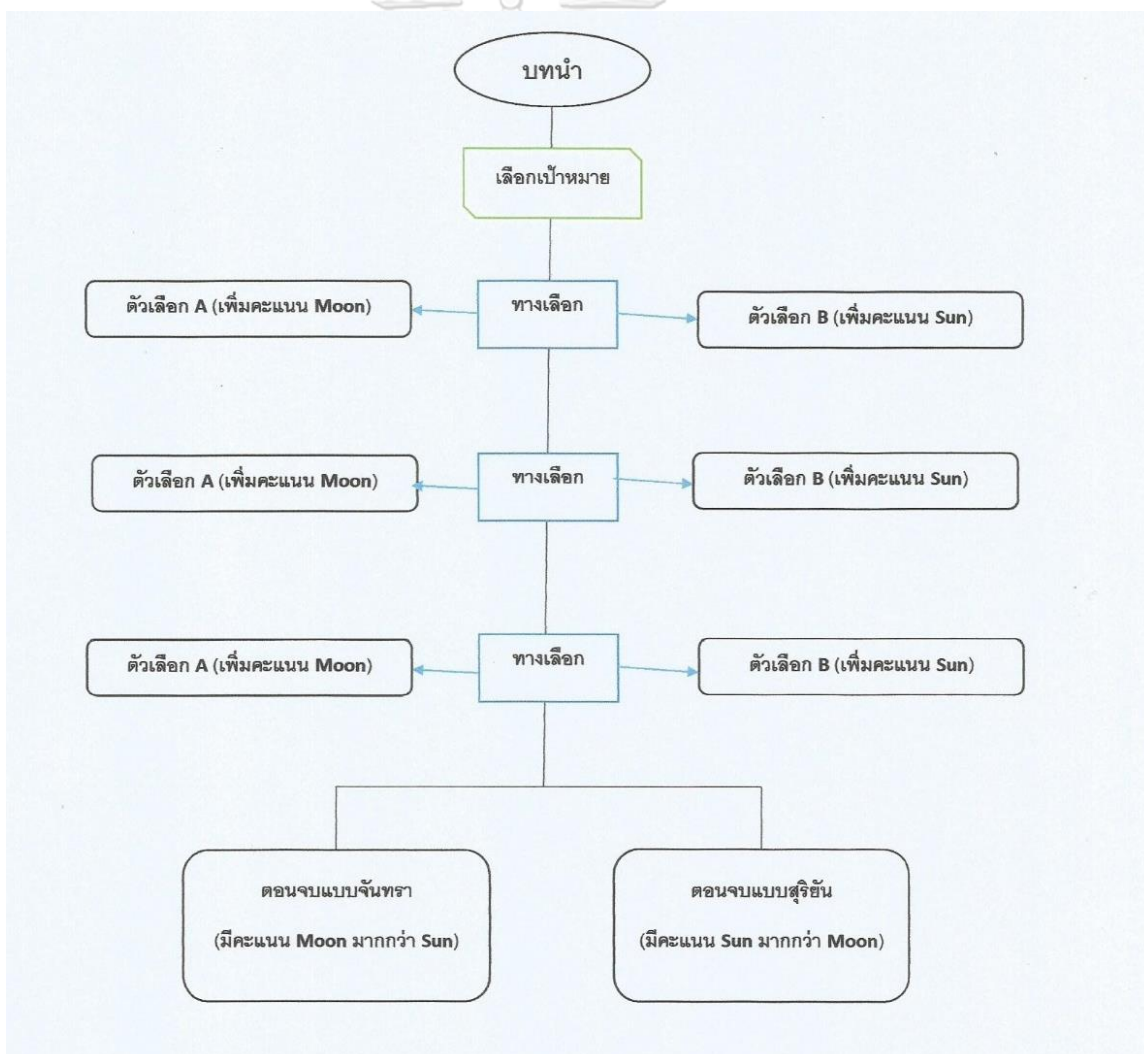 บทนำ
เลือกเป้าหมาย
ตัวเลือก A (เพิ่มคะแนน Moon)
ทางเลือก
ตัวเลือก B (เพิ่มคะแนน Sun)
ตัวเลือก A (เพิ่มคะแนน Moon)
ทางเลือก
ตัวเลือก B (เพิ่มคะแนน Sun)
ตัวเลือก A (เพิ่มคะแนน Moon)
ทางเลือก
ตัวเลือก B (เพิ่มคะแนน Sun)
ตอนจบแบบจันทรา
(มีคะแนน Moon มากกว่า Sun)
ตอนจบแบบสุริยัน
(มีคะแนน Sun มากกว่า Moon)